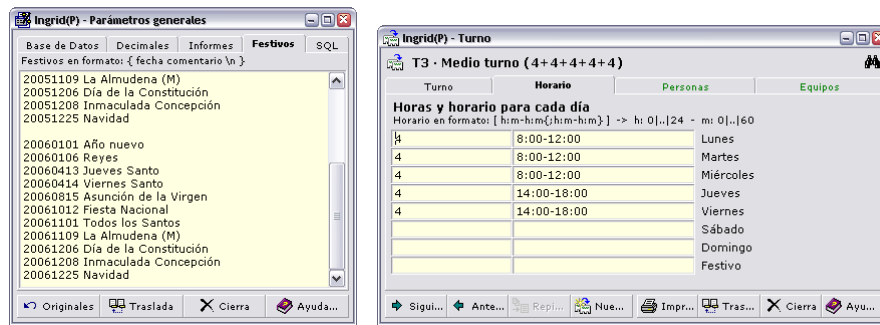 Ingrid(P) - Parámetros generales
Base de Datos Decimales Informes Festivos SQL
Festivos en formato: { fecha comentario \n }
20051109 La Almudena (M)
20051206 Día de la Constitución
20051208 Inmaculada Concepción
20051225 Navidad
20060101 Año nuevo
20060106 Reyes
20060413 Jueves Santo
20060414 Viernes Santo
20060815 Asunción de la Virgen
20061012 Fiesta Nacional
20061101 Todos los Santos
20061109 La Almudena (M)
20061206 Día de la Constitución
20061208 Inmaculada Concepción
20061225 Navidad
Originales Traslada Cierra Ayuda...
Ingrid(P) - Turno
T3 · Medio turno (4+4+4+4+4)
Turno Horario Personas Equipos
Horas y horario para cada día
Horario en formato: [ h:m-h:m{;h:m-h:m} ] -> h: 0|..|24 - m: 0|..|60
4 8:00-12:00 Lunes
4 8:00-12:00 Martes
4 8:00-12:00 Miércoles
4 14:00-18:00 Jueves
4 14:00-18:00 Viernes
Sábado
Domingo
Festivo
Sigui... Ante... Repi... Nue... Impr... Tras... Cierra Ayu...